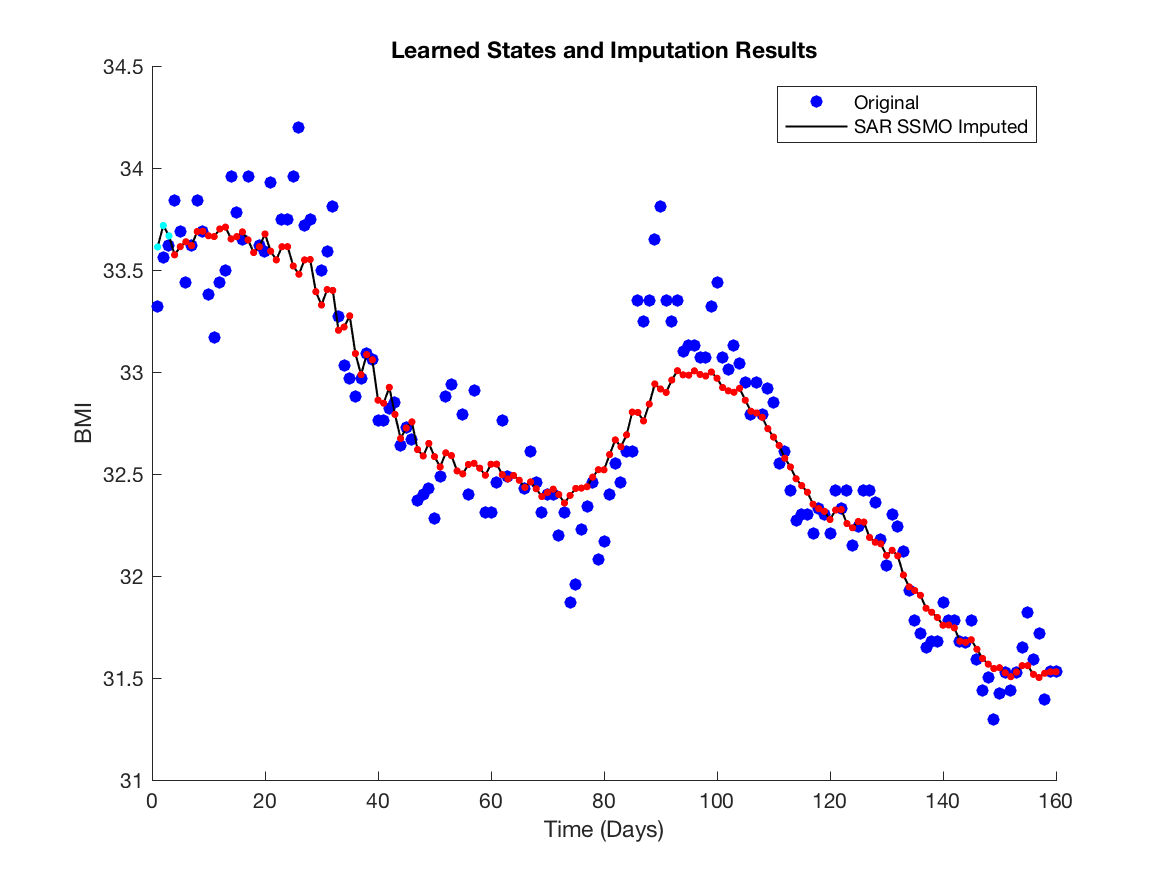 Learned States and Imputation Results
34.5
34
33.5
33
32.5
32
31.5
31
BMI
Original
SAR SSMO Imputed
0 20 40 60 80 100 120 140 160
Time (Days)